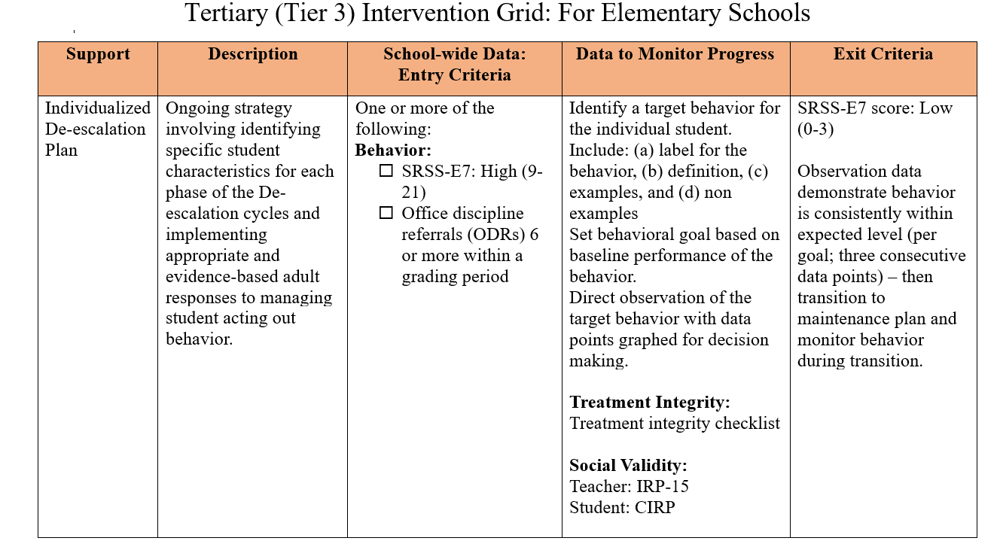 Tertiary (Tier 3) Intervention Grid: For Elementary Schools
Support
Description
School-wide Data:
Entry Criteria
Data to Monitor Progress
Exit Criteria
Individualized
De-escalation
Plan
Ongoing strategy
involving identifying
specific student
characteristics for each
phase of the De-
escalation cycles and
implementing
appropriate and
evidence-based adult
responses to managing
student acting out
behavior.
One or more of the
following:
Behavior:
☐ SRSS-E7: High (9-
21)
☐ Office discipline
referrals (ODRs) 6
or more within a
grading period
Identify a target behavior for
the individual student.
Include: (a) label for the
behavior, (b) definition, (c)
examples, and (d) non
examples
Set behavioral goal based on
baseline performance of the
behavior.
Direct observation of the
target behavior with data
points graphed for decision
making.
Treatment Integrity:
Treatment integrity checklist
Social Validity:
Teacher: IRP-15
Student: CIRP
SRSS-E7 score: Low
(0-3)
Observation data
demonstrate behavior
is consistently within
expected level (per
goal; three consecutive
data points) – then
transition to
maintenance plan and
monitor behavior
during transition.